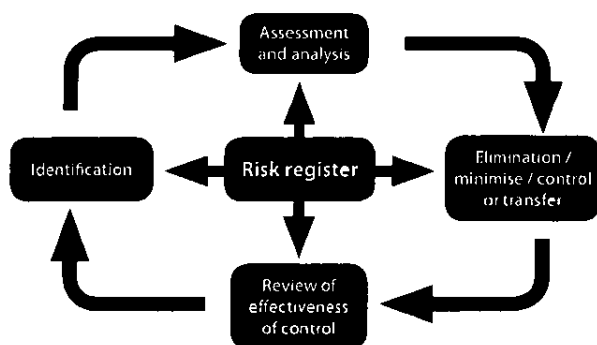 Assessment
and analysis
Identification
Risk register
Elimination /
minimise / control
or transfer
Review of
effectiveness
of control